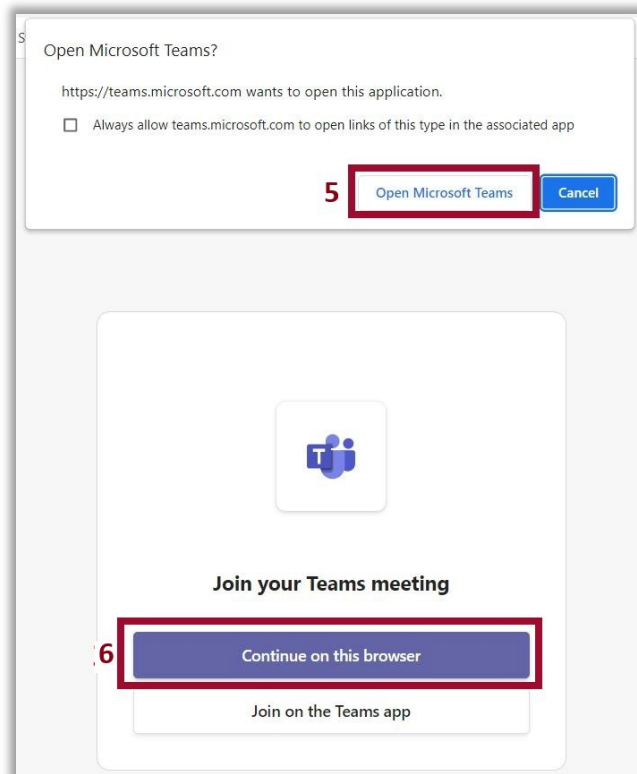 S
Open Microsoft Teams?
https://teams.microsoft.com wants to open this application.
Always allow teams.microsoft.com to open links of this type in the associated app
5 Open Microsoft Teams Cancel
T
Join your Teams meeting
6 Continue on this browser
Join on the Teams app